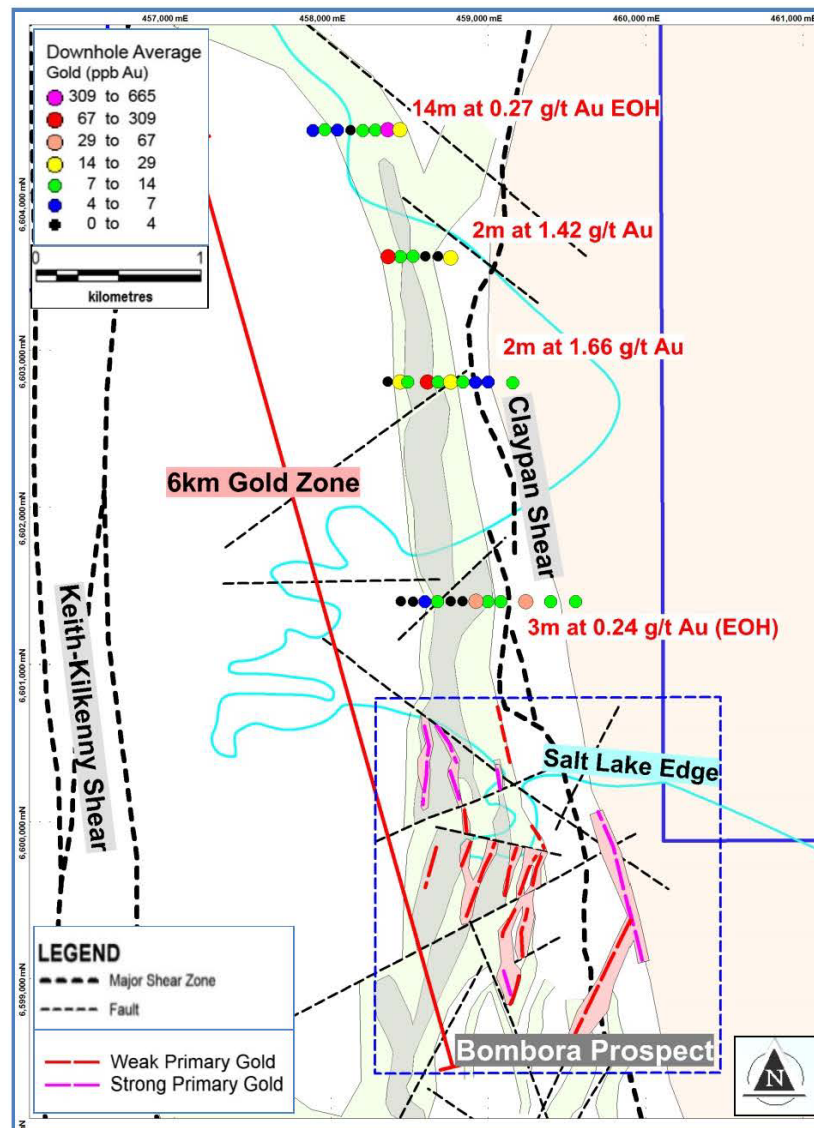 457,000 mE
458,000 mE
459,000 mE
460,000 mE
461,000 mE
Downhole Average
Gold (ppb Au)
309 to 665
67 to 309
29 to 67
14 to 29
7 to 14
4 to 7
0 to 4
0 1
kilometres
14m at 0.27 g/t Au EOH
6,604,000 mN
2m at 1.42 g/t Au
6,603,000 mN
2m at 1.66 g/t Au
Claypan Shear
6km Gold Zone
6,602,000 mN
Keith-Kilkenny Shear
3m at 0.24 g/t Au (EOH)
6,601,000 mN
Salt Lake Edge
6,600,000 mN
LEGEND
Major Shear Zone
Fault
6,599,000 mN
Weak Primary Gold
Strong Primary Gold
Bombora Prospect
N